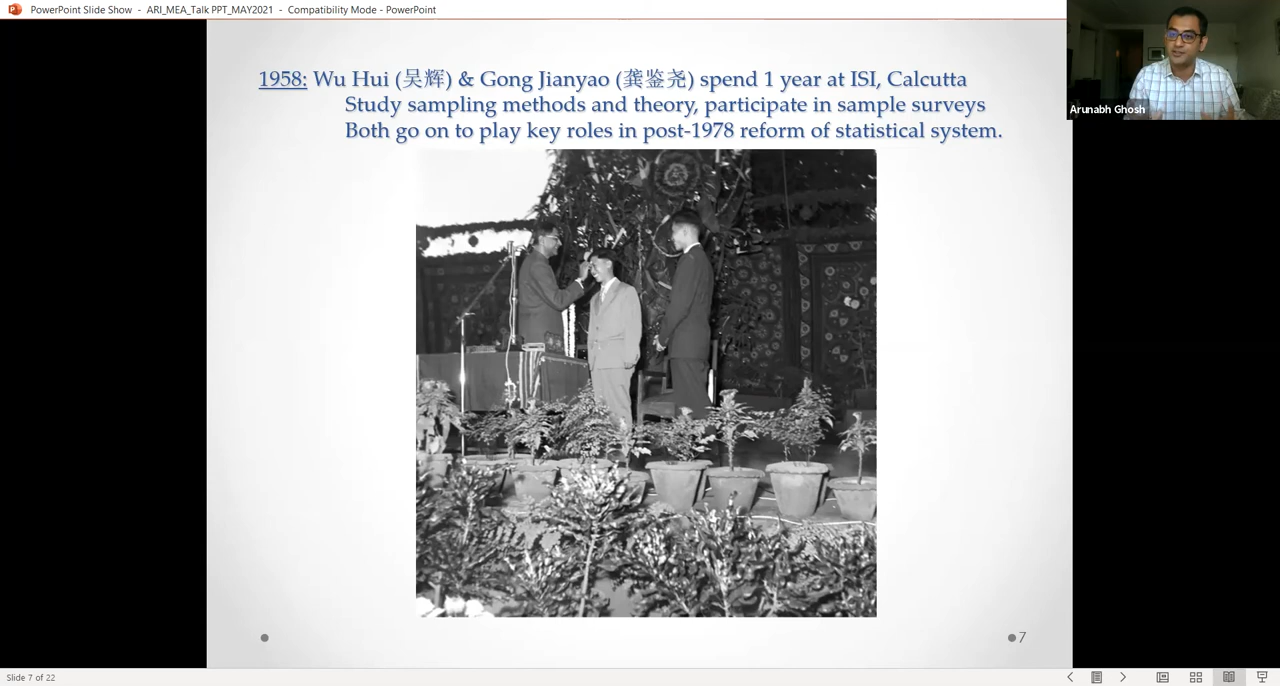 PowerPoint Slide Show - ARI_MEA_Talk PPT_MAY2021 - Compatibility Mode - PowerPoint
Arunabh Ghosh
1958: Wu Hui (吴辉) & Gong Jianyao (龚鉴尧) spend 1 year at ISI, Calcutta
Study sampling methods and theory, participate in sample surveys
Both go on to play key roles in post-1978 reform of statistical system.
7
Slide 7 of 22